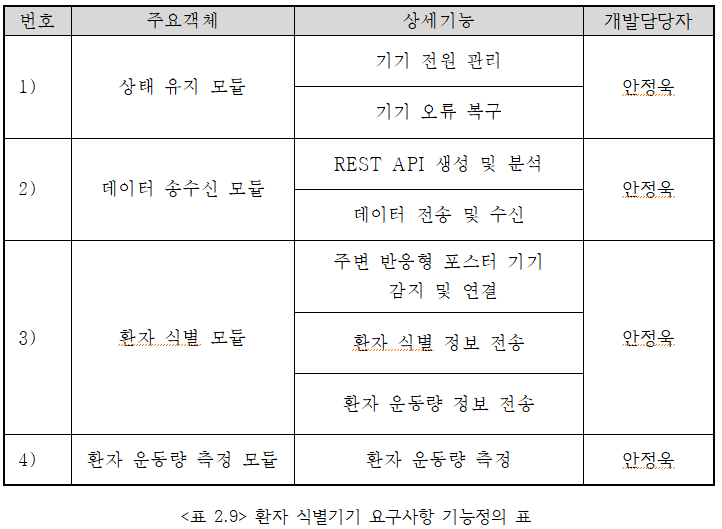 번호 주요객체 상세기능 개발담당자
1) 상태 유지 모듈 기기 전원 관리 안정욱
기기 오류 복구
2) 데이터 송수신 모듈 REST API 생성 및 분석 안정욱
데이터 전송 및 수신
3) 환자 식별 모듈 주변 반응형 포스터 기기 안정욱
감지 및 연결
환자 식별 정보 전송
환자 운동량 정보 전송
4) 환자 운동량 측정 모듈 환자 운동량 측정 안정욱
<표 2.9> 환자 식별기기 요구사항 기능정의 표